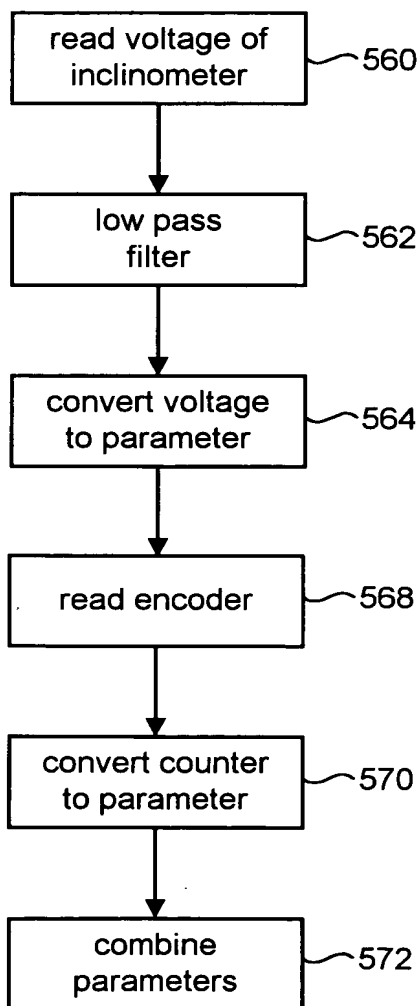 read voltage of
inclinometer
560
low pass
filter
562
convert voltage
to parameter
564
read encoder
568
convert counter
to parameter
570
combine
parameters
572